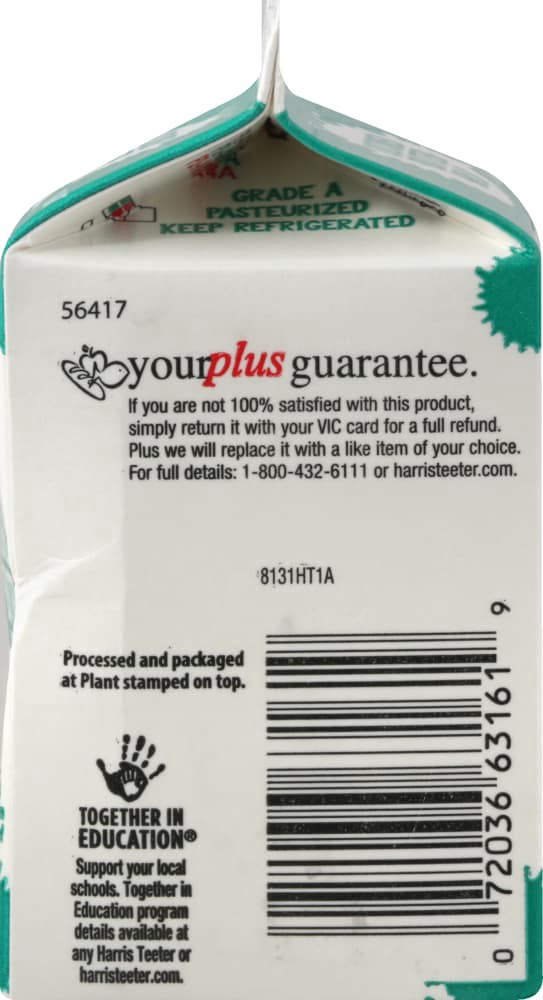 GRADE A
PASTEURIZED
KEEP REFRIGERATED
56417
yourplus guarantee.
If you are not 100% satisfied with this product,
simply return it with your VIC card for a full refund.
Plus we will replace it with a like item of your choice.
For full details: 1-800-432-6111 or harristeeter.com.
8131HT1A
Processed and packaged
at Plant stamped on top.
TOGETHER IN
EDUCATION®
Support your local
schools. Together in
Education program
details available at
any Harris Teeter or
harristeeter.com.
0 72036 63161 9